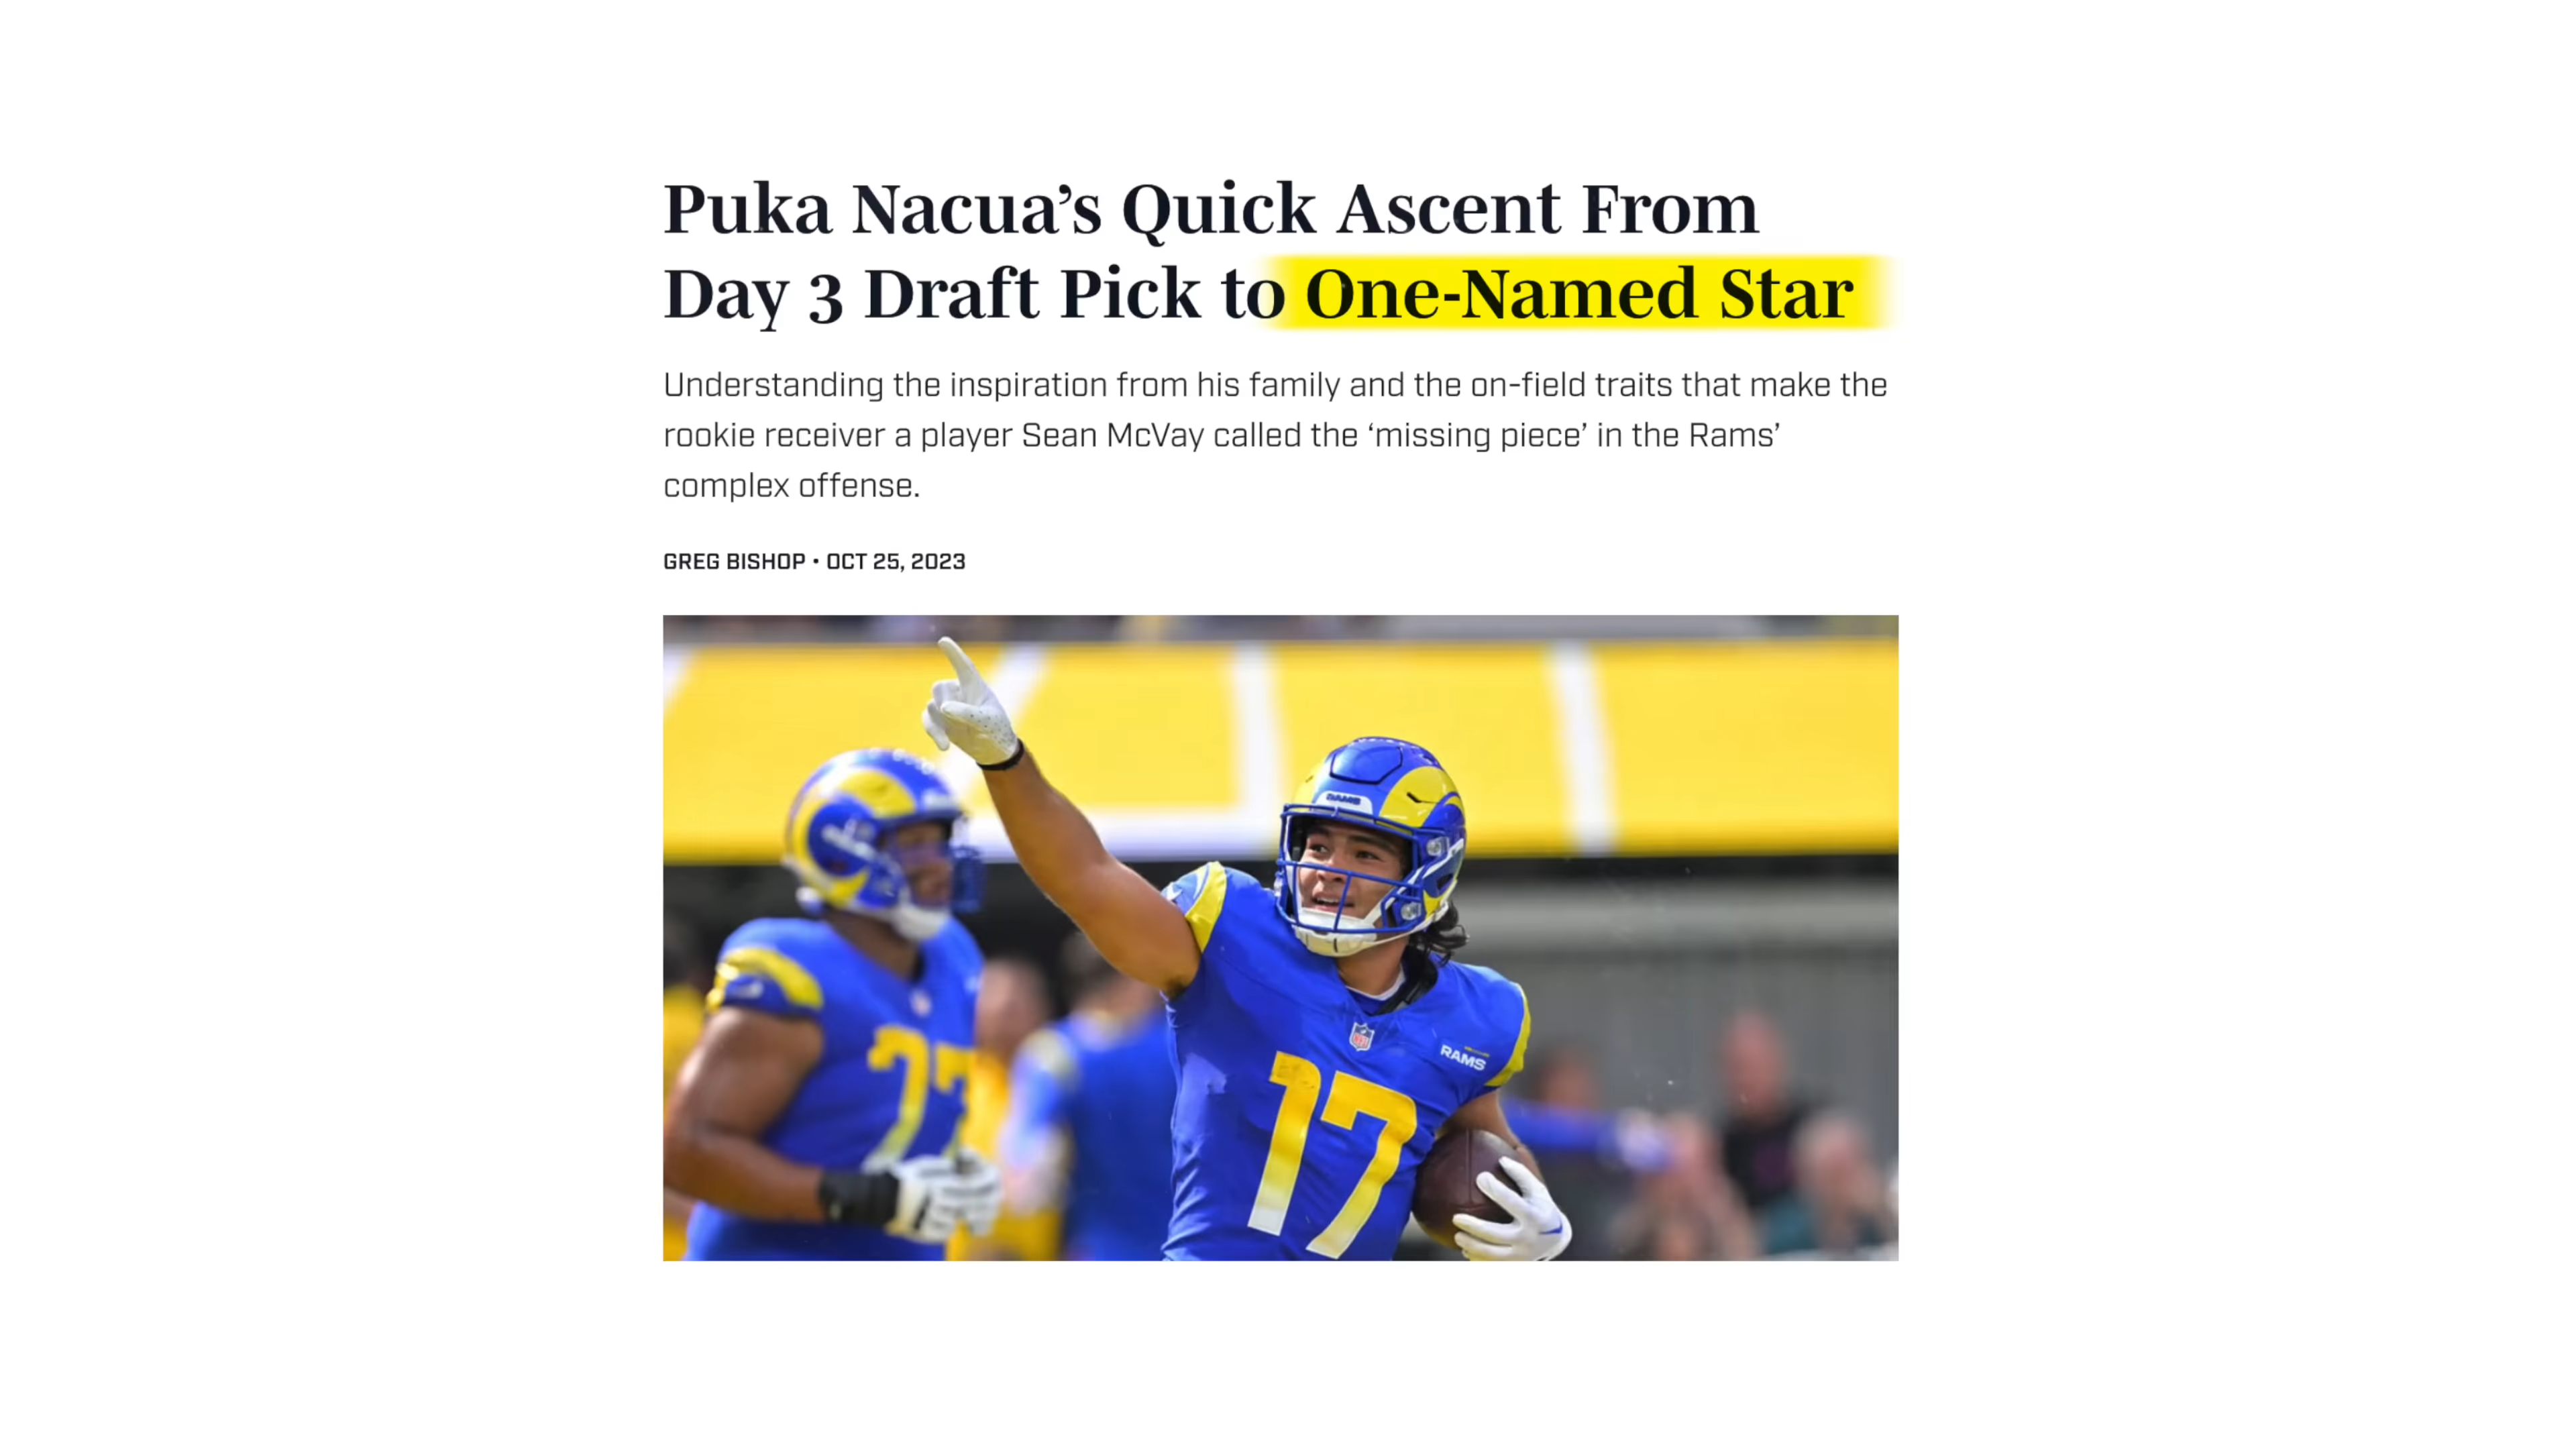 Puka Nacua’s Quick Ascent From
Day 3 Draft Pick to One-Named Star
Understanding the inspiration from his family and the on-field traits that make the
rookie receiver a player Sean McVay called the ‘missing piece’ in the Rams’
complex offense.
GREG BISHOP • OCT 25, 2023
RAMS
RAMS
17
77